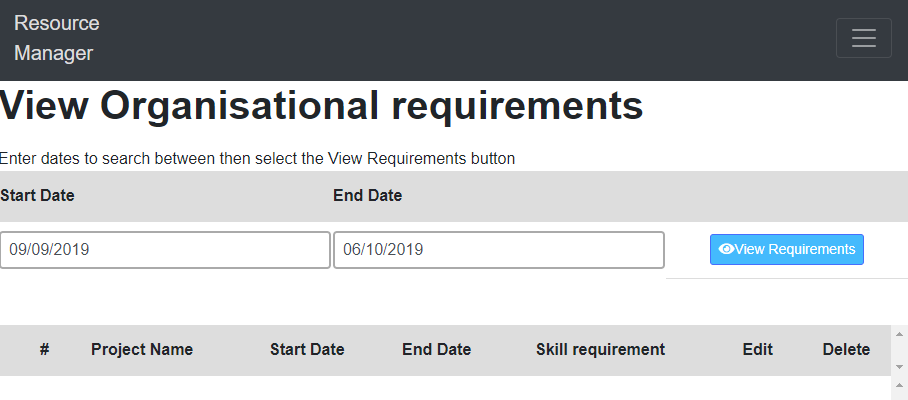 Resource
Manager
View Organisational requirements
Enter dates to search between then select the View Requirements button
Start Date End Date
09/09/2019 06/10/2019 View Requirements
# Project Name Start Date End Date Skill requirement Edit Delete